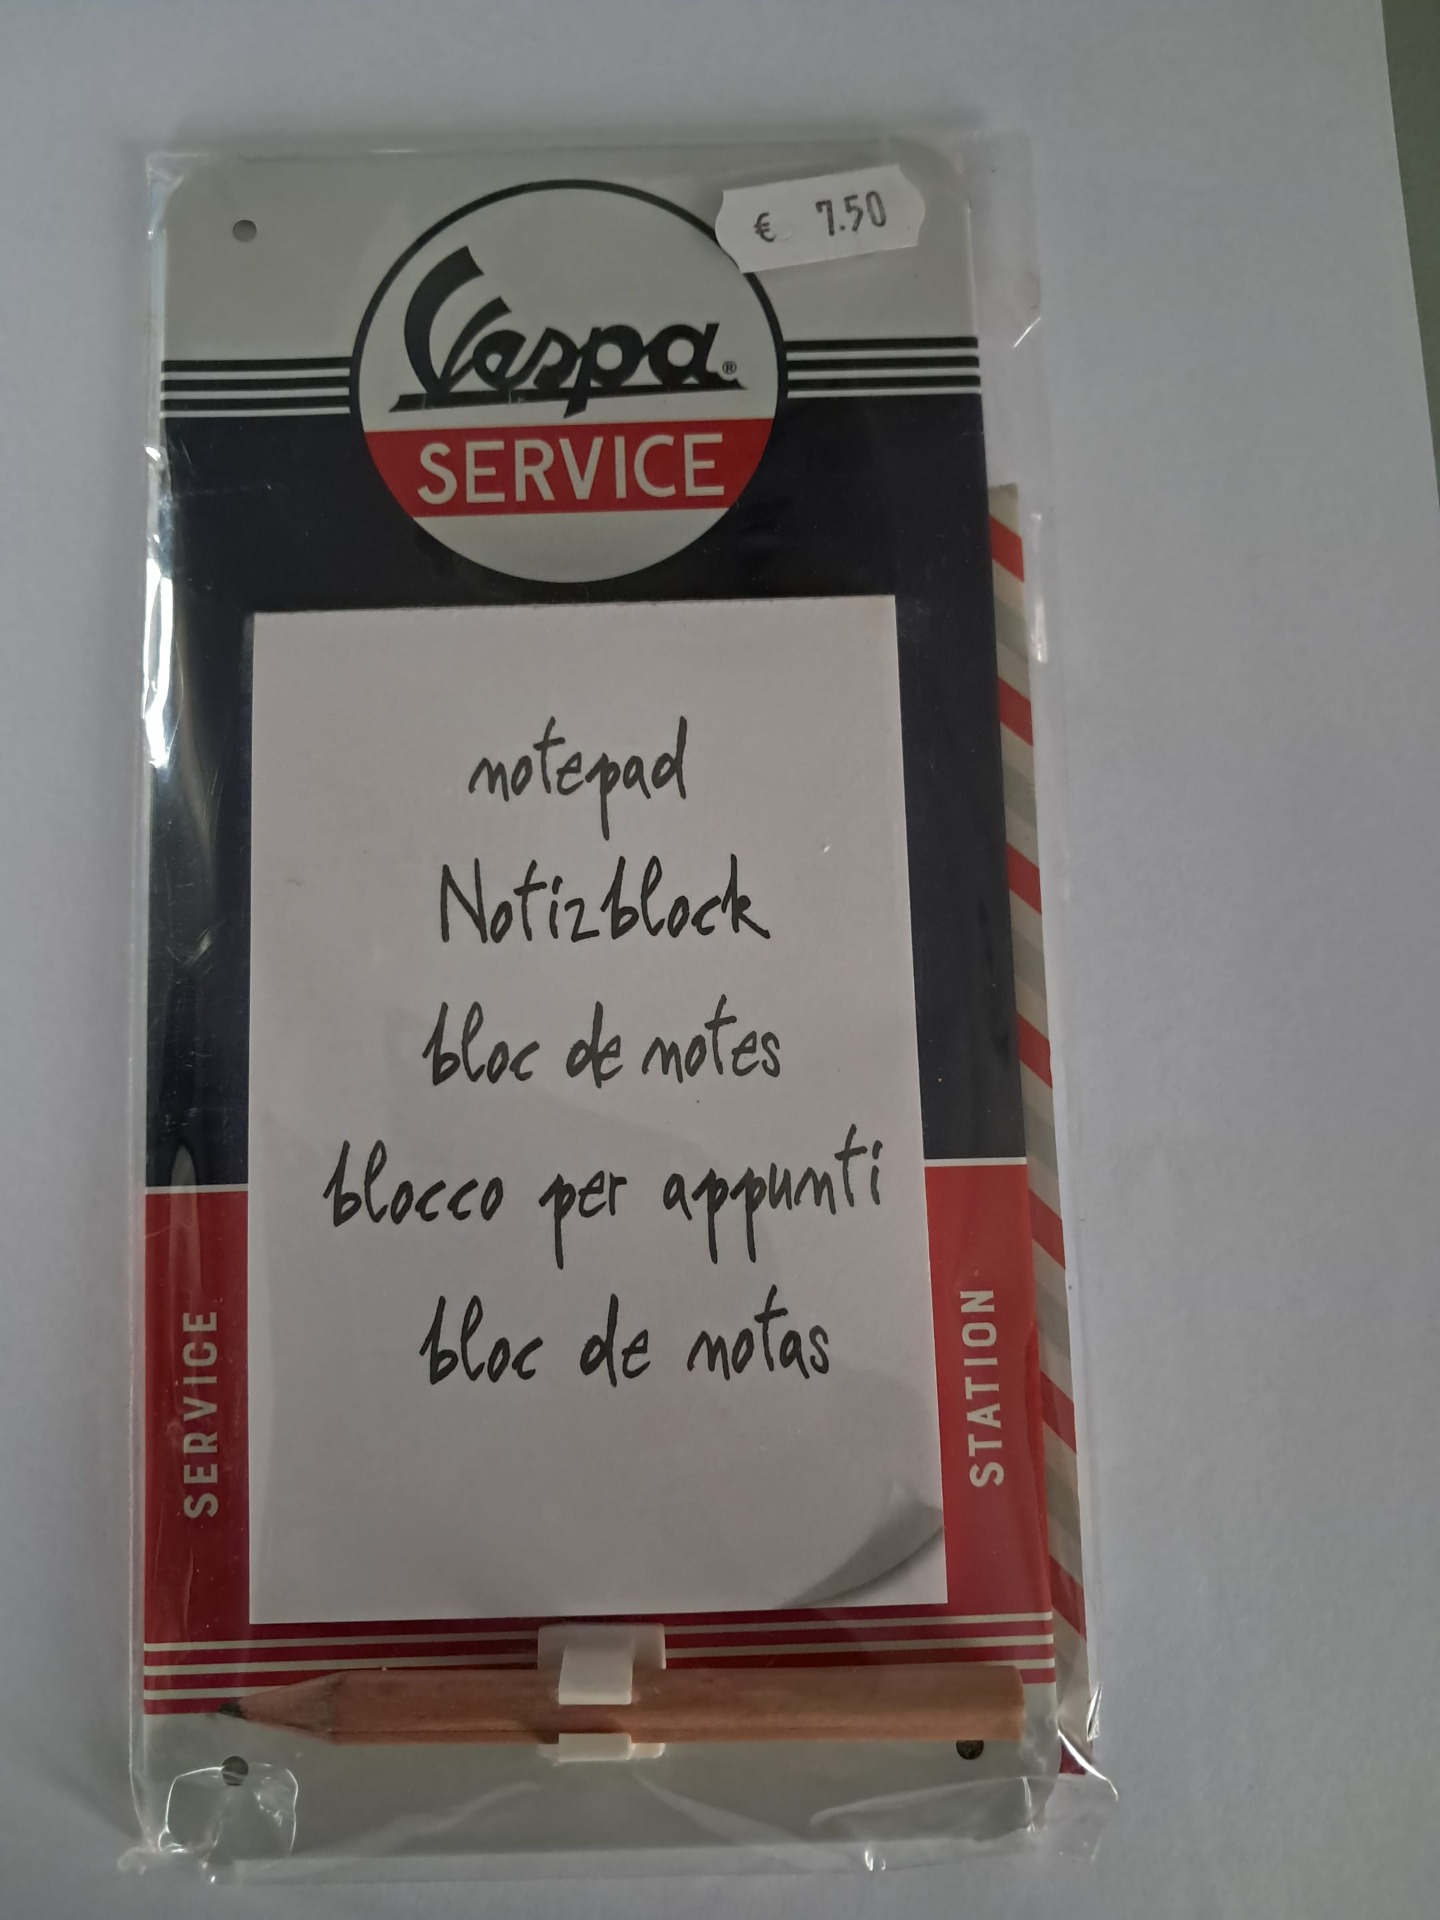 € 7.50
Vespa®
SERVICE
notepad
Notizblock
bloc de notes
blocco per appunti
bloc de notas
SERVICE
STATION